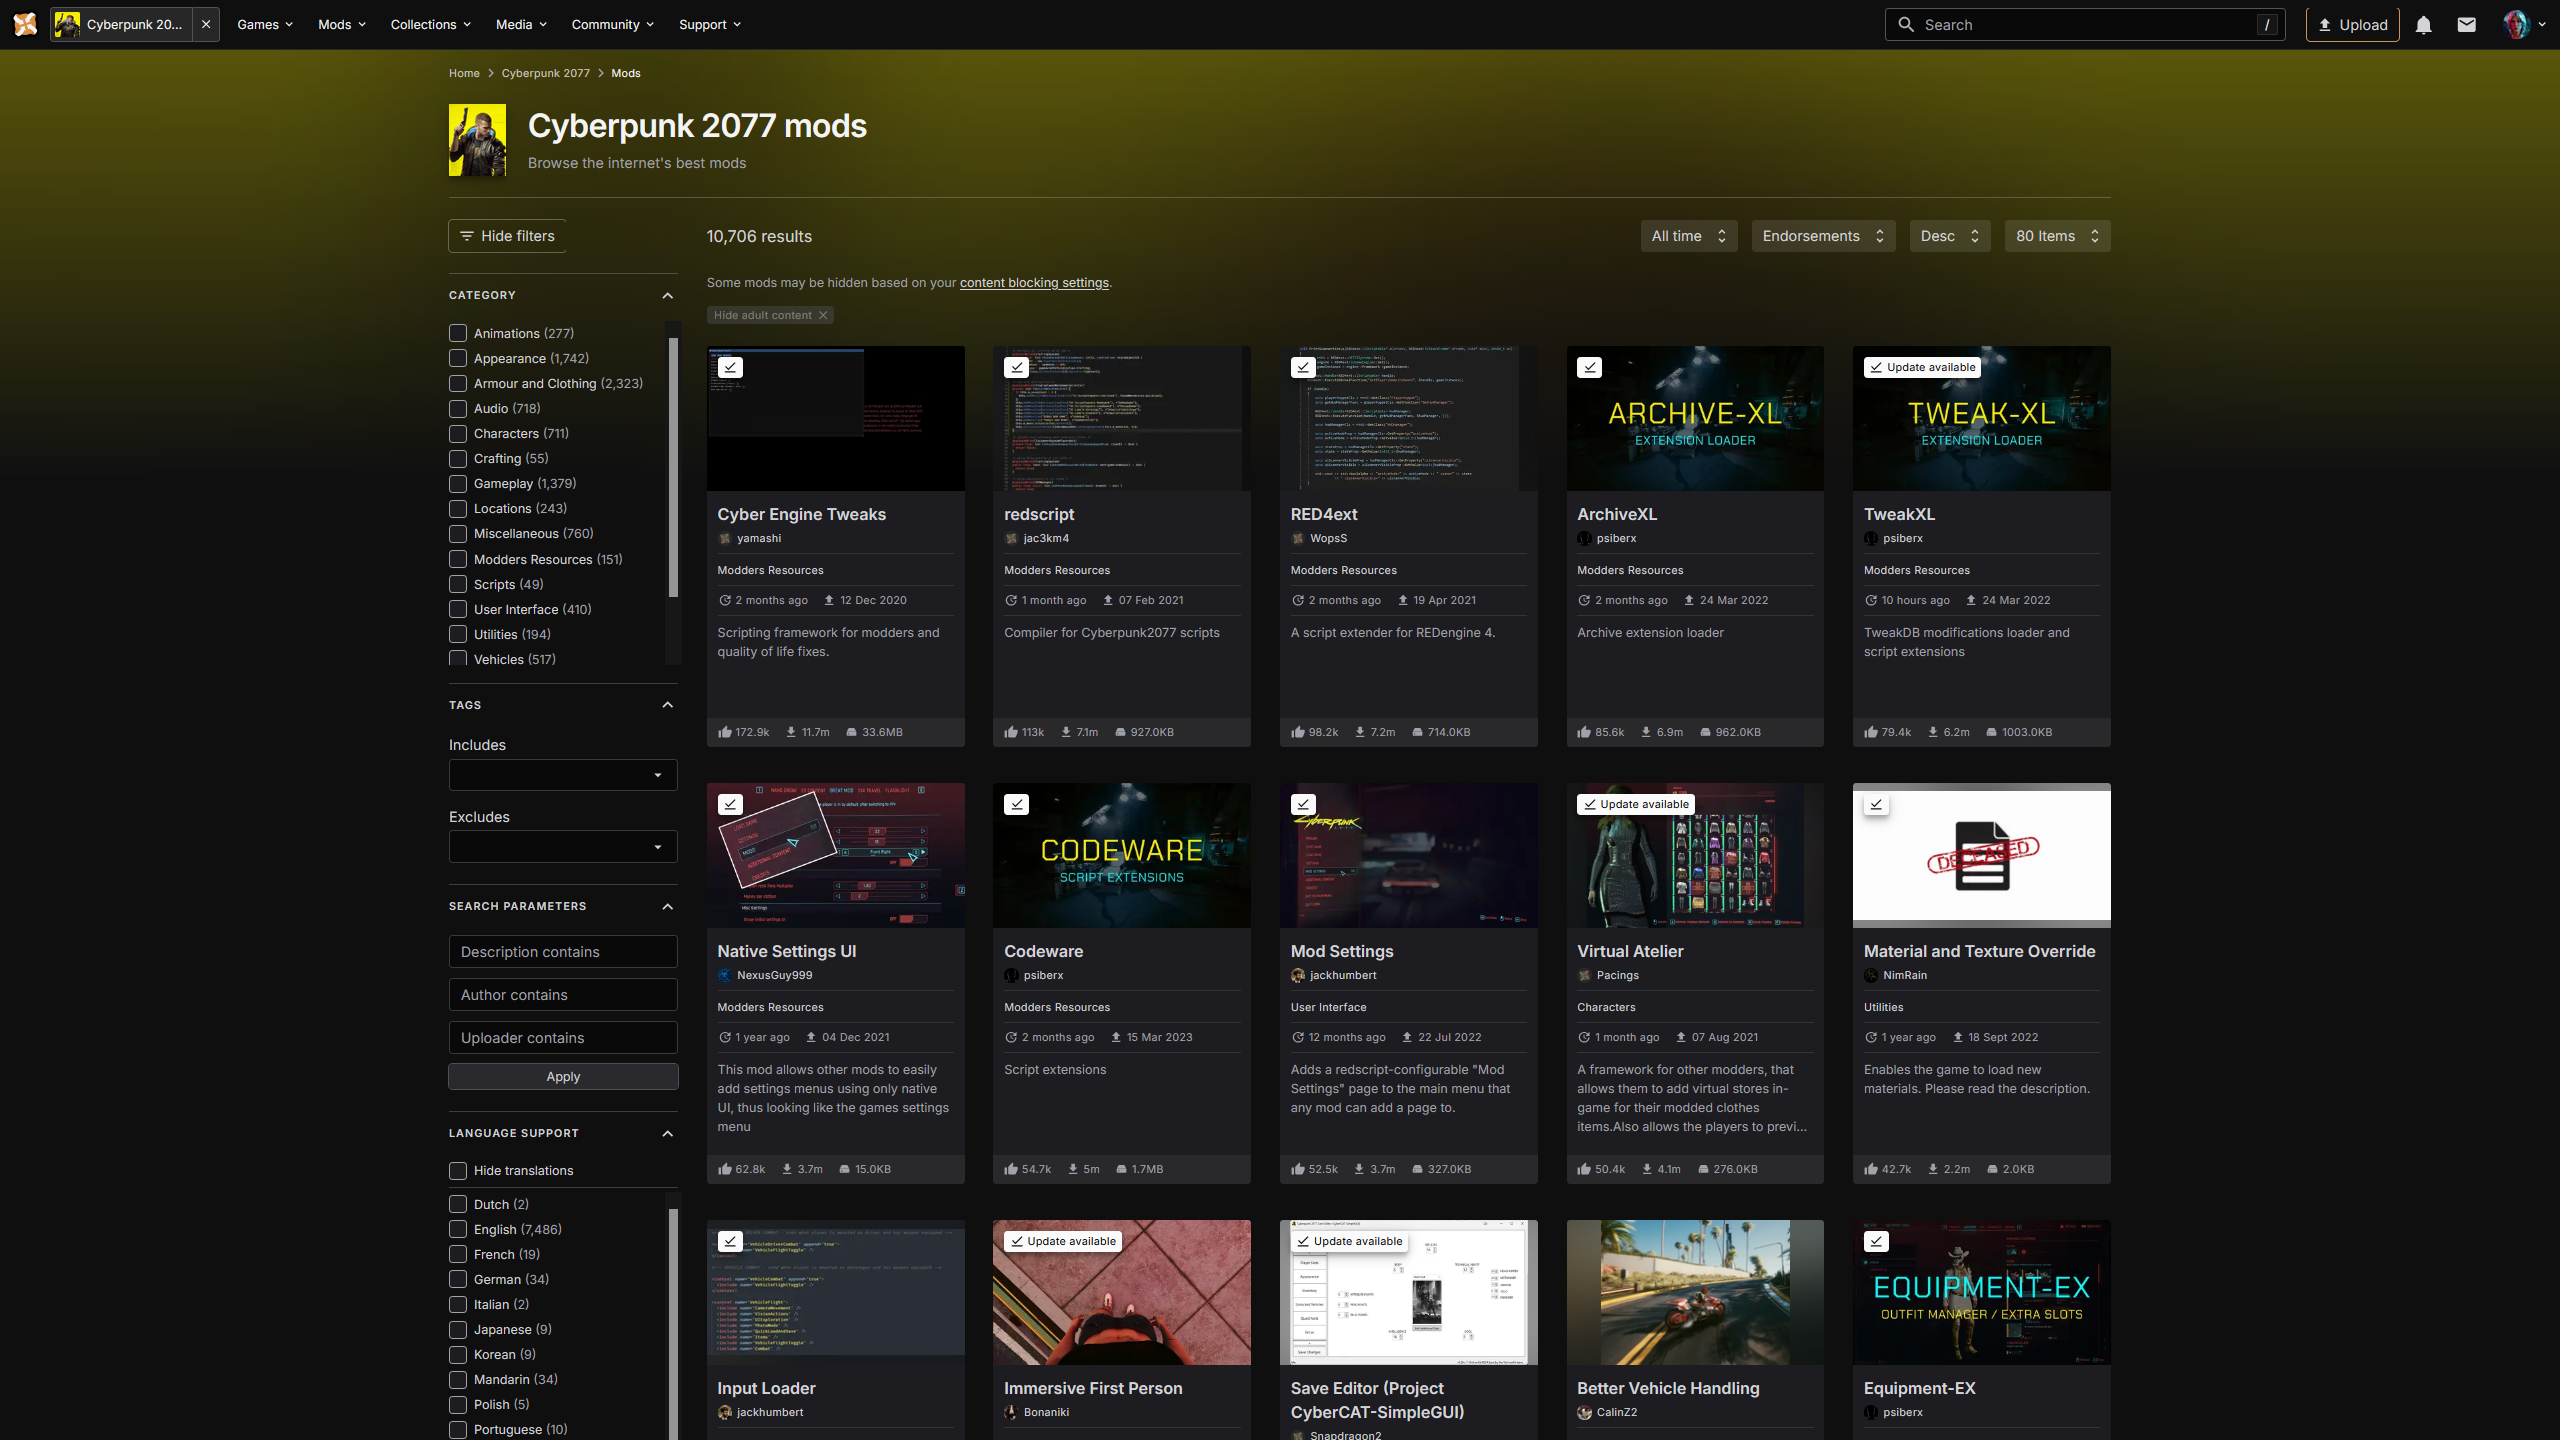 Cyberpunk 20...
Games
Mods
Collections
Media
Community
Support
Search
/
Upload
Home
Cyberpunk 2077
Mods
Cyberpunk 2077 mods
Browse the internet's best mods
Hide filters
10,706 results
All time
Endorsements
Desc
80 Items
Some mods may be hidden based on your content blocking settings.
Hide adult content
CATEGORY
Animations (277)
Appearance (1,742)
Armour and Clothing (2,323)
Audio (718)
Characters (711)
Crafting (55)
Gameplay (1,379)
Locations (243)
Miscellaneous (760)
Modders Resources (151)
Scripts (49)
User Interface (410)
Utilities (194)
Vehicles (517)
TAGS
Includes
Excludes
SEARCH PARAMETERS
Description contains
Author contains
Uploader contains
Apply
LANGUAGE SUPPORT
Hide translations
Dutch (2)
English (7,486)
French (19)
German (34)
Italian (2)
Japanese (9)
Korean (9)
Mandarin (34)
Polish (5)
Portuguese (10)
Cyber Engine Tweaks
yamashi
Modders Resources
2 months ago 12 Dec 2020
Scripting framework for modders and
quality of life fixes.
172.9k 11.7m 33.6MB
redscript
jac3km4
Modders Resources
1 month ago 07 Feb 2021
Compiler for Cyberpunk2077 scripts
113k 7.1m 927.0KB
RED4ext
WopsS
Modders Resources
2 months ago 19 Apr 2021
A script extender for REDengine 4.
98.2k 7.2m 714.0KB
ARCHIVE-XL
EXTENSION LOADER
ArchiveXL
psiberx
Modders Resources
2 months ago 24 Mar 2022
Archive extension loader
85.6k 6.9m 962.0KB
Update available
TWEAK-XL
EXTENSION LOADER
TweakXL
psiberx
Modders Resources
10 hours ago 24 Mar 2022
TweakDB modifications loader and
script extensions
79.4k 6.2m 1003.0KB
Native Settings UI
NexusGuy999
Modders Resources
1 year ago 04 Dec 2021
This mod allows other mods to easily
add settings menus using only native
UI, thus looking like the games settings
menu
62.8k 3.7m 15.0KB
CODEWARE
SCRIPT EXTENSIONS
Codeware
psiberx
Modders Resources
2 months ago 15 Mar 2023
Script extensions
54.7k 5m 1.7MB
CYBERPUNK
Mod Settings
jackhumbert
User Interface
12 months ago 22 Jul 2022
Adds a redscript-configurable "Mod
Settings" page to the main menu that
any mod can add a page to.
52.5k 3.7m 327.0KB
Update available
Virtual Atelier
Pacings
Characters
1 month ago 07 Aug 2021
A framework for other modders, that
allows them to add virtual stores in-
game for their modded clothes
items.Also allows the players to previ...
50.4k 4.1m 276.0KB
DECEASED
Material and Texture Override
NimRain
Utilities
1 year ago 18 Sept 2022
Enables the game to load new
materials. Please read the description.
42.7k 2.2m 2.0KB
Input Loader
jackhumbert
Update available
Immersive First Person
Bonaniki
Update available
Save Editor (Project
CyberCAT-SimpleGUI)
Snapdragon2
Better Vehicle Handling
CalinZ2
EQUIPMENT-EX
OUTFIT MANAGER / EXTRA SLOTS
Equipment-EX
psiberx